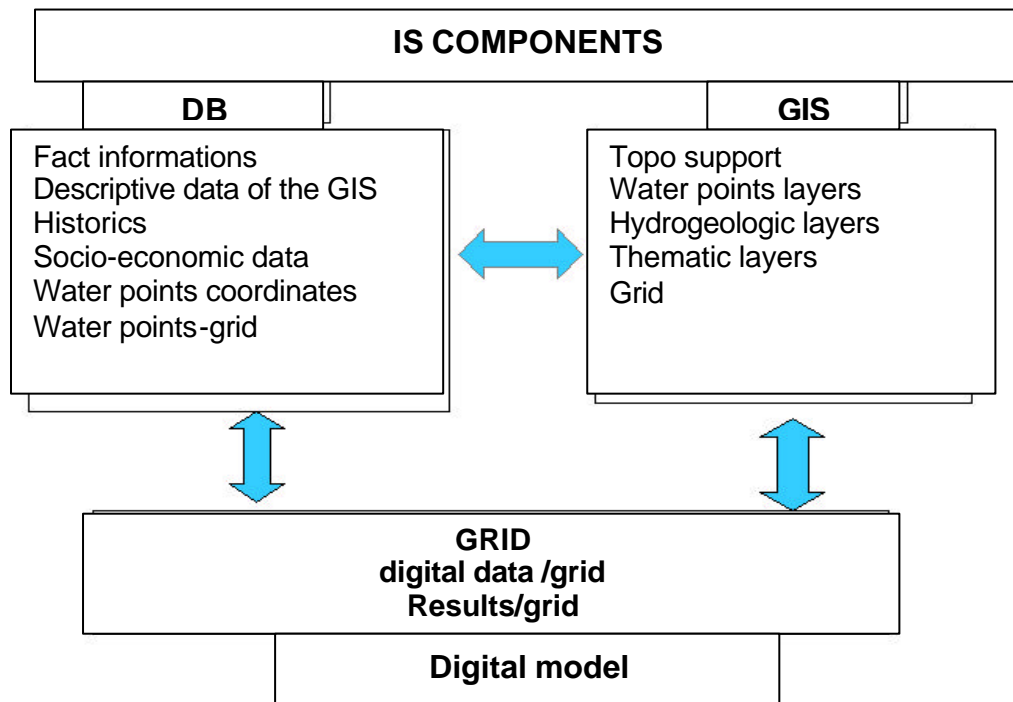 IS COMPONENTS
DB
Fact informations
Descriptive data of the GIS
Historics
Socio-economic data
Water points coordinates
Water points-grid
GIS
Topo support
Water points layers
Hydrogeologic layers
Thematic layers
Grid
GRID
digital data /grid
Results/grid
Digital model